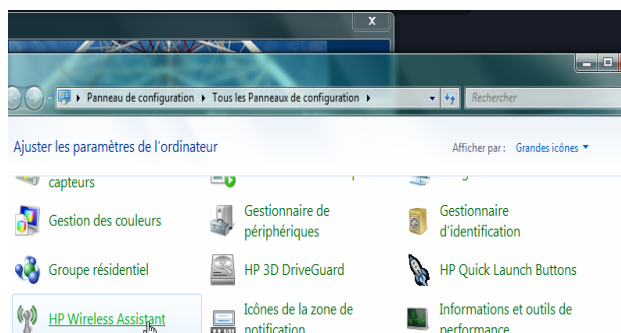 x
Panneau de configuration ▸ Tous les Panneaux de configuration ▸
Rechercher
Ajuster les paramètres de l'ordinateur
Afficher par : Grandes icônes
capteurs
Gestion des couleurs
Gestionnaire de
périphériques
Gestionnaire
d'identification
Groupe résidentiel
HP 3D DriveGuard
HP Quick Launch Buttons
HP Wireless Assistant
Icônes de la zone de
notification
Informations et outils de
performance